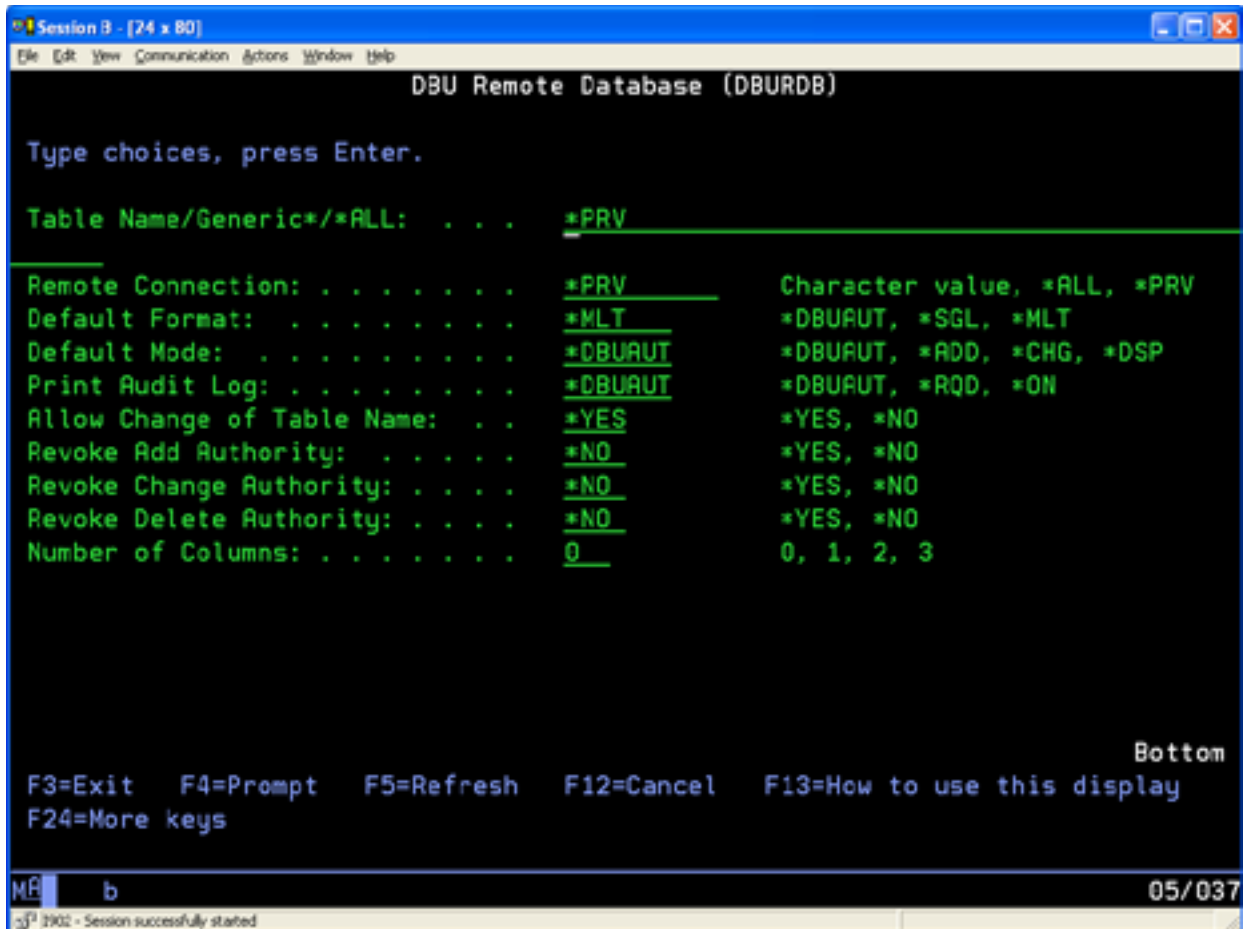 Session B - [24 x 80]
File Edit View Communication Actions Window Help
DBU Remote Database (DBURDB)
Type choices, press Enter.
Table Name/Generic*/*ALL: . . . *PRV
Remote Connection: . . . . . . . *PRV Character value, *ALL, *PRV
Default Format: . . . . . . . . *MLT *DBUAUT, *SGL, *MLT
Default Mode: . . . . . . . . . *DBUAUT *DBUAUT, *ADD, *CHG, *DSP
Print Audit Log: . . . . . . . . *DBUAUT *DBUAUT, *RQD, *ON
Allow Change of Table Name: . . *YES *YES, *NO
Revoke Add Authority: . . . . . *NO *YES, *NO
Revoke Change Authority: . . . . *NO *YES, *NO
Revoke Delete Authority: . . . . *NO *YES, *NO
Number of Columns: . . . . . . . 0 0, 1, 2, 3
Bottom
F3=Exit F4=Prompt F5=Refresh F12=Cancel F13=How to use this display
F24=More keys
MA b 05/037
I902 - Session successfully started